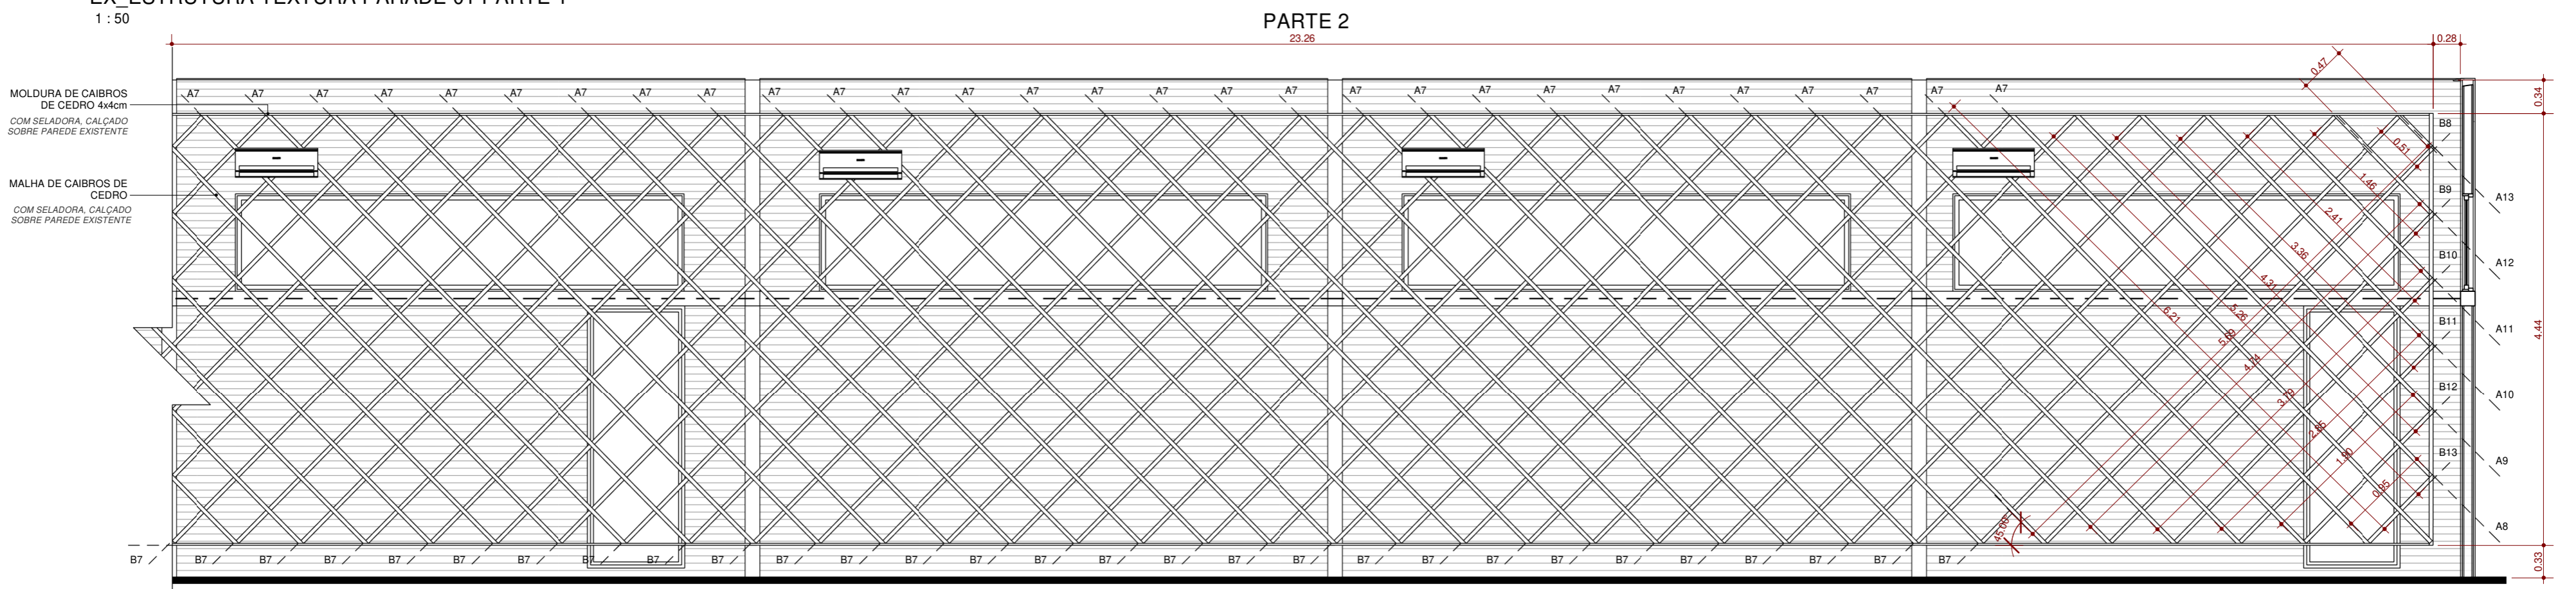 1 : 50
PARTE 2
23.26
0.28
0.47
0.34
MOLDURA DE CAIBROS
DE CEDRO 4x4cm
COM SELADORA, CALÇADO
SOBRE PAREDE EXISTENTE
A7 A7 A7 A7 A7 A7 A7 A7 A7 A7 A7 A7 A7 A7 A7 A7 A7 A7 A7 A7 A7 A7 A7 A7 A7 A7 A7 A7 A7
MALHA DE CAIBROS DE
CEDRO
COM SELADORA, CALÇADO
SOBRE PAREDE EXISTENTE
B8
0.51
1.46
B9
A13
2.41
3.36
B10
A12
4.31
5.26
6.21
B11
A11
4.44
5.69
4.74
B12
A10
3.79
2.85
B13
A9
1.90
0.95
A8
45.00°
B7 B7 B7 B7 B7 B7 B7 B7 B7 B7 B7 B7 B7 B7 B7 B7 B7 B7 B7 B7 B7 B7 B7 B7 B7 B7 B7 B7 B7
0.33